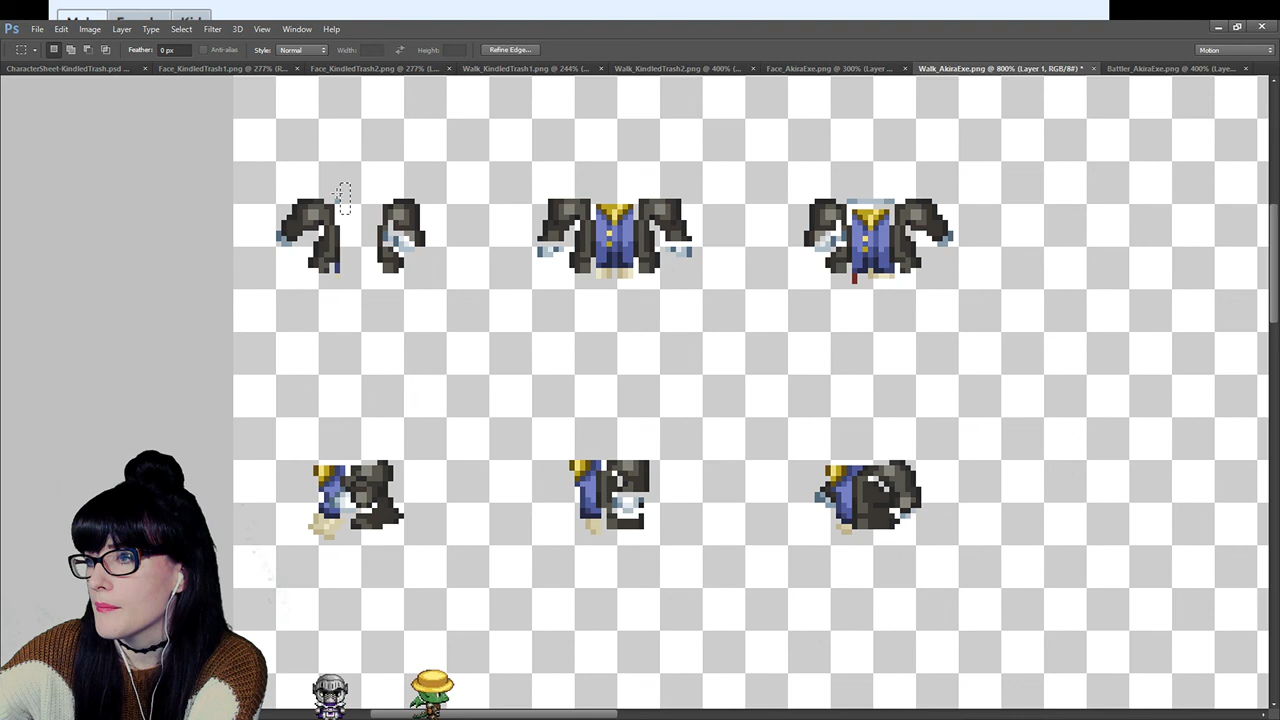 Ps File Edit Image Layer Type Select Filter 3D View Window Help
Feather: 0 px Anti-alias Style: Normal Width: Height: Refine Edge... Motion
CharacterSheet-KindledTrash.psd ... × Face_KindledTrash1.png @ 277% (R... × Face_KindledTrash2.png @ 277% (L... × Walk_KindledTrash1.png @ 244% (... × Walk_KindledTrash2.png @ 400% (... × Face_AkiraExe.png @ 300% (Layer ... × Walk_AkiraExe.png @ 800% (Layer 1, RGB/8#) * × Battler_AkiraExe.png @ 400% (Laye... ×